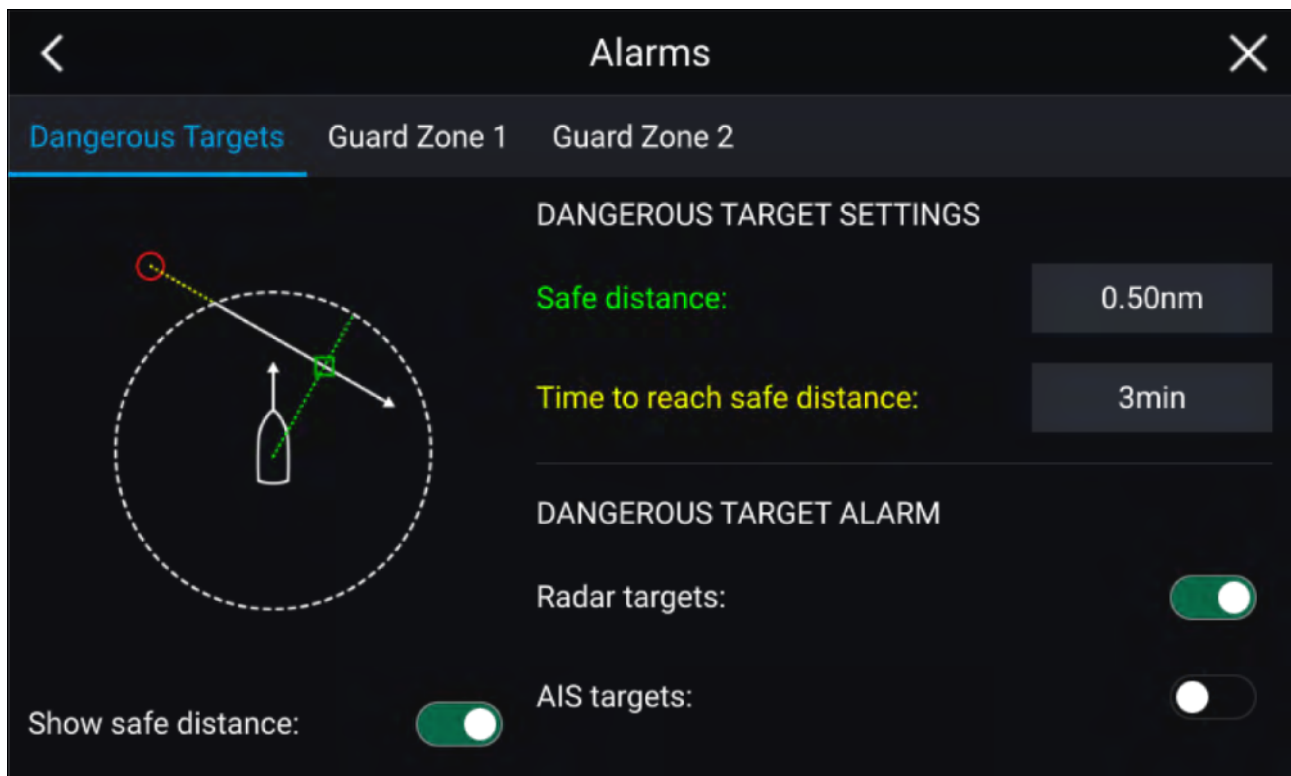 Alarms
Dangerous Targets Guard Zone 1 Guard Zone 2
DANGEROUS TARGET SETTINGS
Safe distance: 0.50nm
Time to reach safe distance: 3min
DANGEROUS TARGET ALARM
Radar targets:
AIS targets:
Show safe distance: